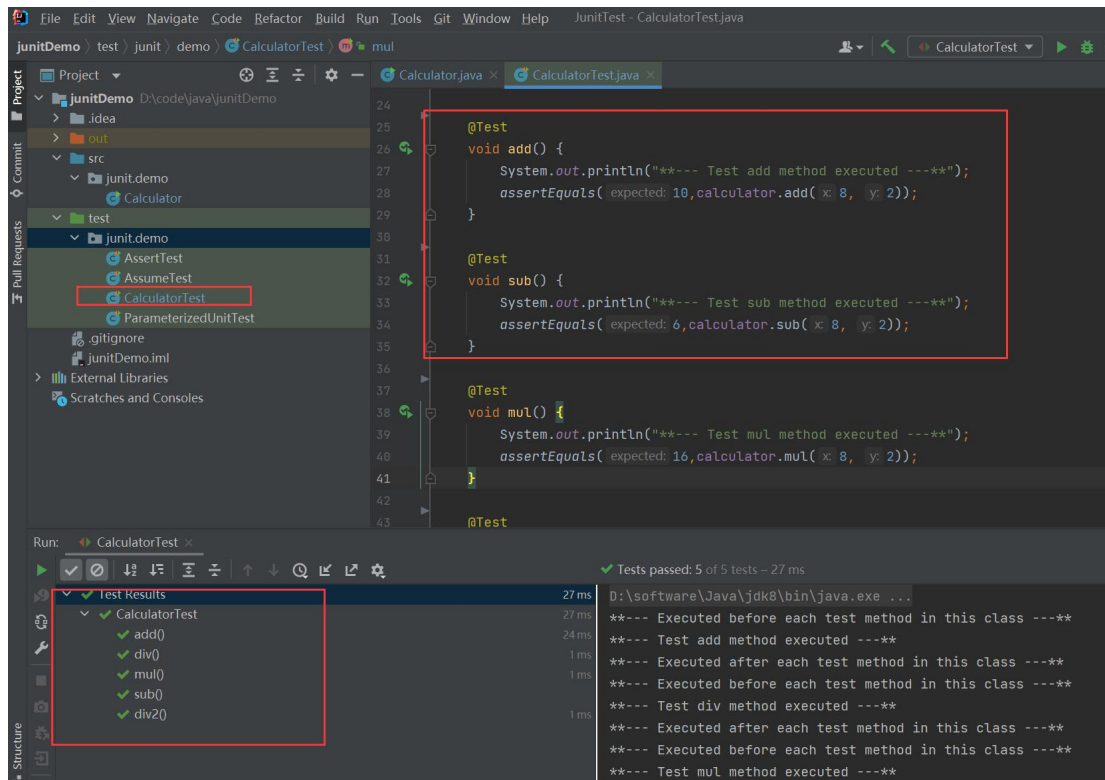 File Edit View Navigate Code Refactor Build Run Tools Git Window Help JunitTest - CalculatorTest.java
junitDemo test junit demo CalculatorTest mul CalculatorTest
Project
Calculator.java CalculatorTest.java
junitDemo D:\code\java\junitDemo
.idea
out
src
junit.demo
Calculator
test
junit.demo
AssertTest
AssumeTest
CalculatorTest
ParameterizedUnitTest
.gitignore
junitDemo.iml
External Libraries
Scratches and Consoles
Project
Commit
Pull Requests
Structure
24
25 @Test
26 void add() {
27 System.out.println("**--- Test add method executed ---**");
28 assertEquals( expected: 10,calculator.add( x: 8, y: 2));
29 }
30
31 @Test
32 void sub() {
33 System.out.println("**--- Test sub method executed ---**");
34 assertEquals( expected: 6,calculator.sub( x: 8, y: 2));
35 }
36
37 @Test
38 void mul() {
39 System.out.println("**--- Test mul method executed ---**");
40 assertEquals( expected: 16,calculator.mul( x: 8, y: 2));
41 }
42
43 @Test
Run: CalculatorTest
Tests passed: 5 of 5 tests – 27 ms
Test Results 27 ms
CalculatorTest 27 ms
add() 24 ms
div() 1 ms
mul() 1 ms
sub()
div2() 1 ms
D:\software\Java\jdk8\bin\java.exe ...
**--- Executed before each test method in this class ---**
**--- Test add method executed ---**
**--- Executed after each test method in this class ---**
**--- Executed before each test method in this class ---**
**--- Test div method executed ---**
**--- Executed after each test method in this class ---**
**--- Executed before each test method in this class ---**
**--- Test mul method executed ---**